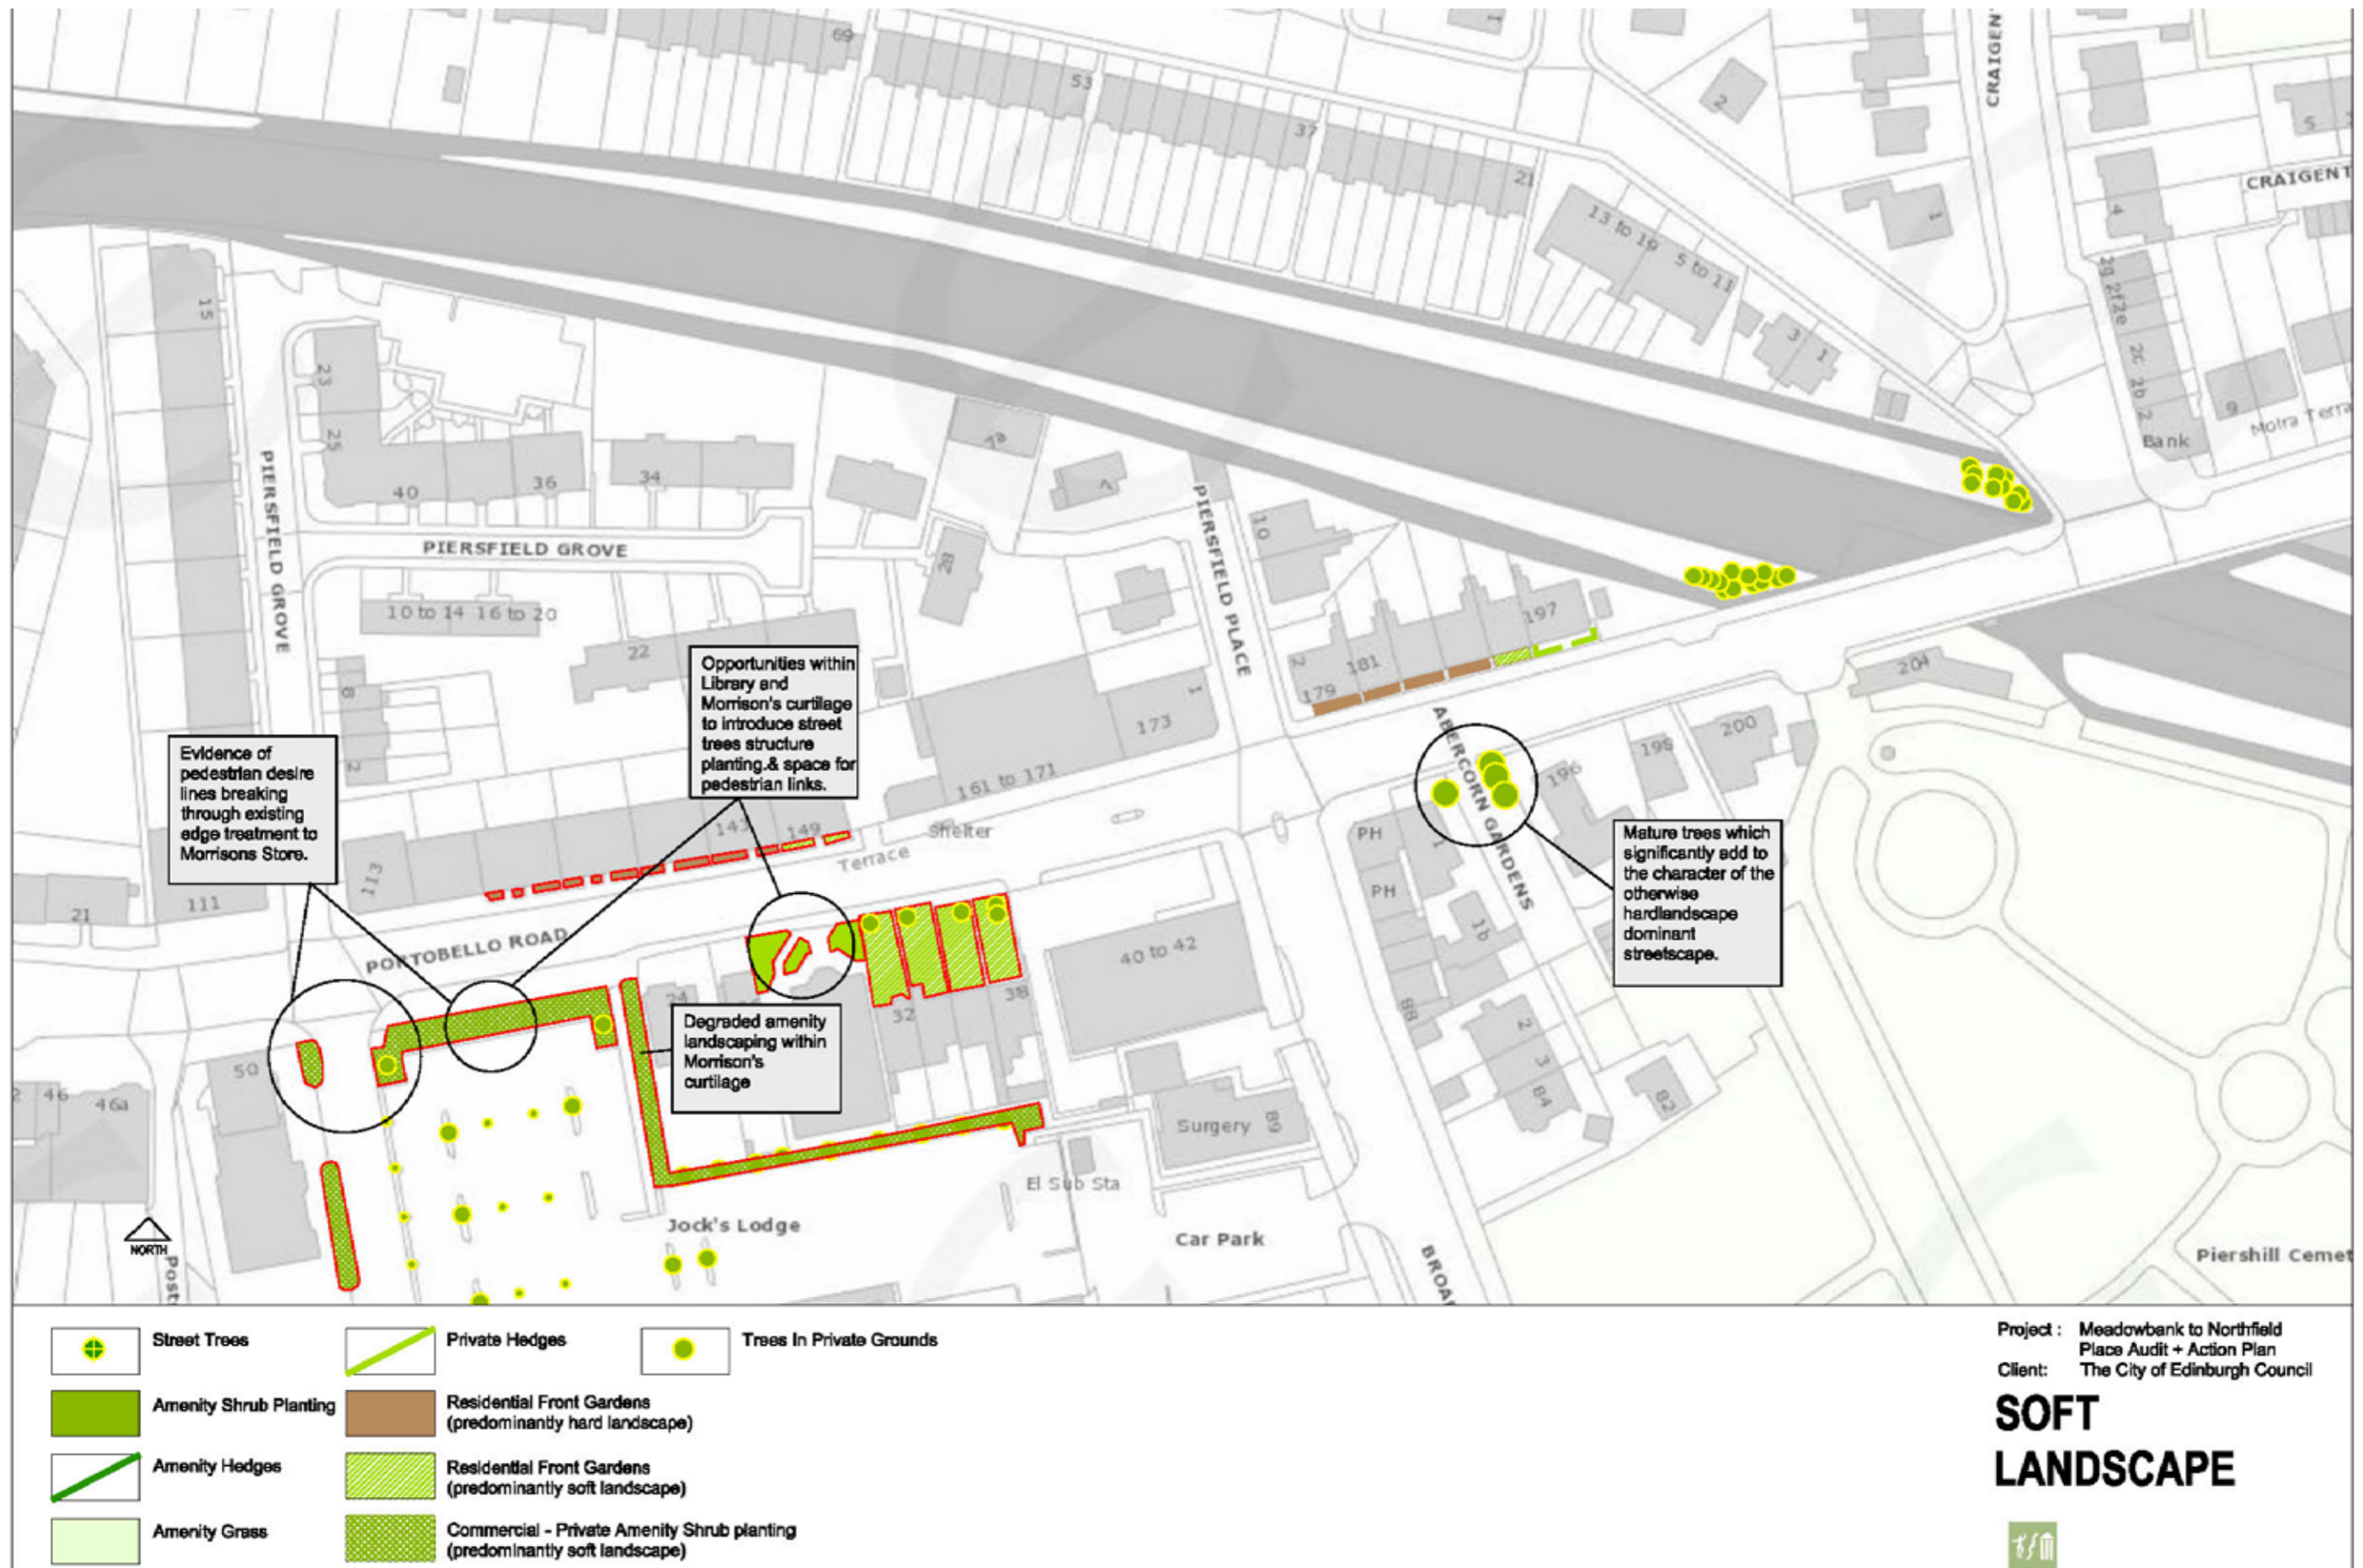 69
53
37
21
13 to 19
5 to 11
3
1
2
1
1
CRAIGEN
4
5
CRAIGENT
2g 2f2e
2c 2b 2
9
Bank
15
23
25
40
36
34
7a
10
PIERSFIELD GROVE
PIERSFIELD GROVE
28
PIERSFIELD PLACE
10 to 14 16 to 20
22
8
2
197
181
179
2
204
200
198
196
173
1
161 to 171
Shelter
Terrace
143
149
113
111
21
PORTOBELLO ROAD
ABERCORN GARDENS
PH
PH
1
1b
88
2
3
84
82
40 to 42
38
32
24
50
46
46a
Surgery 89
El Sub Sta
Jock's Lodge
Car Park
BROA
Piershill Cemet
Post
NORTH
Evidence of
pedestrian desire
lines breaking
through existing
edge treatment to
Morrisons Store.
Opportunities within
Library and
Morrison's curtilage
to introduce street
trees structure
planting.& space for
pedestrian links.
Degraded amenity
landscaping within
Morrison's
curtilage
Mature trees which
significantly add to
the character of the
otherwise
hardlandscape
dominant
streetscape.
Street Trees
Private Hedges
Trees In Private Grounds
Amenity Shrub Planting
Residential Front Gardens
(predominantly hard landscape)
Amenity Hedges
Residential Front Gardens
(predominantly soft landscape)
Amenity Grass
Commercial - Private Amenity Shrub planting
(predominantly soft landscape)
Project : Meadowbank to Northfield
Place Audit + Action Plan
Client: The City of Edinburgh Council
SOFT
LANDSCAPE